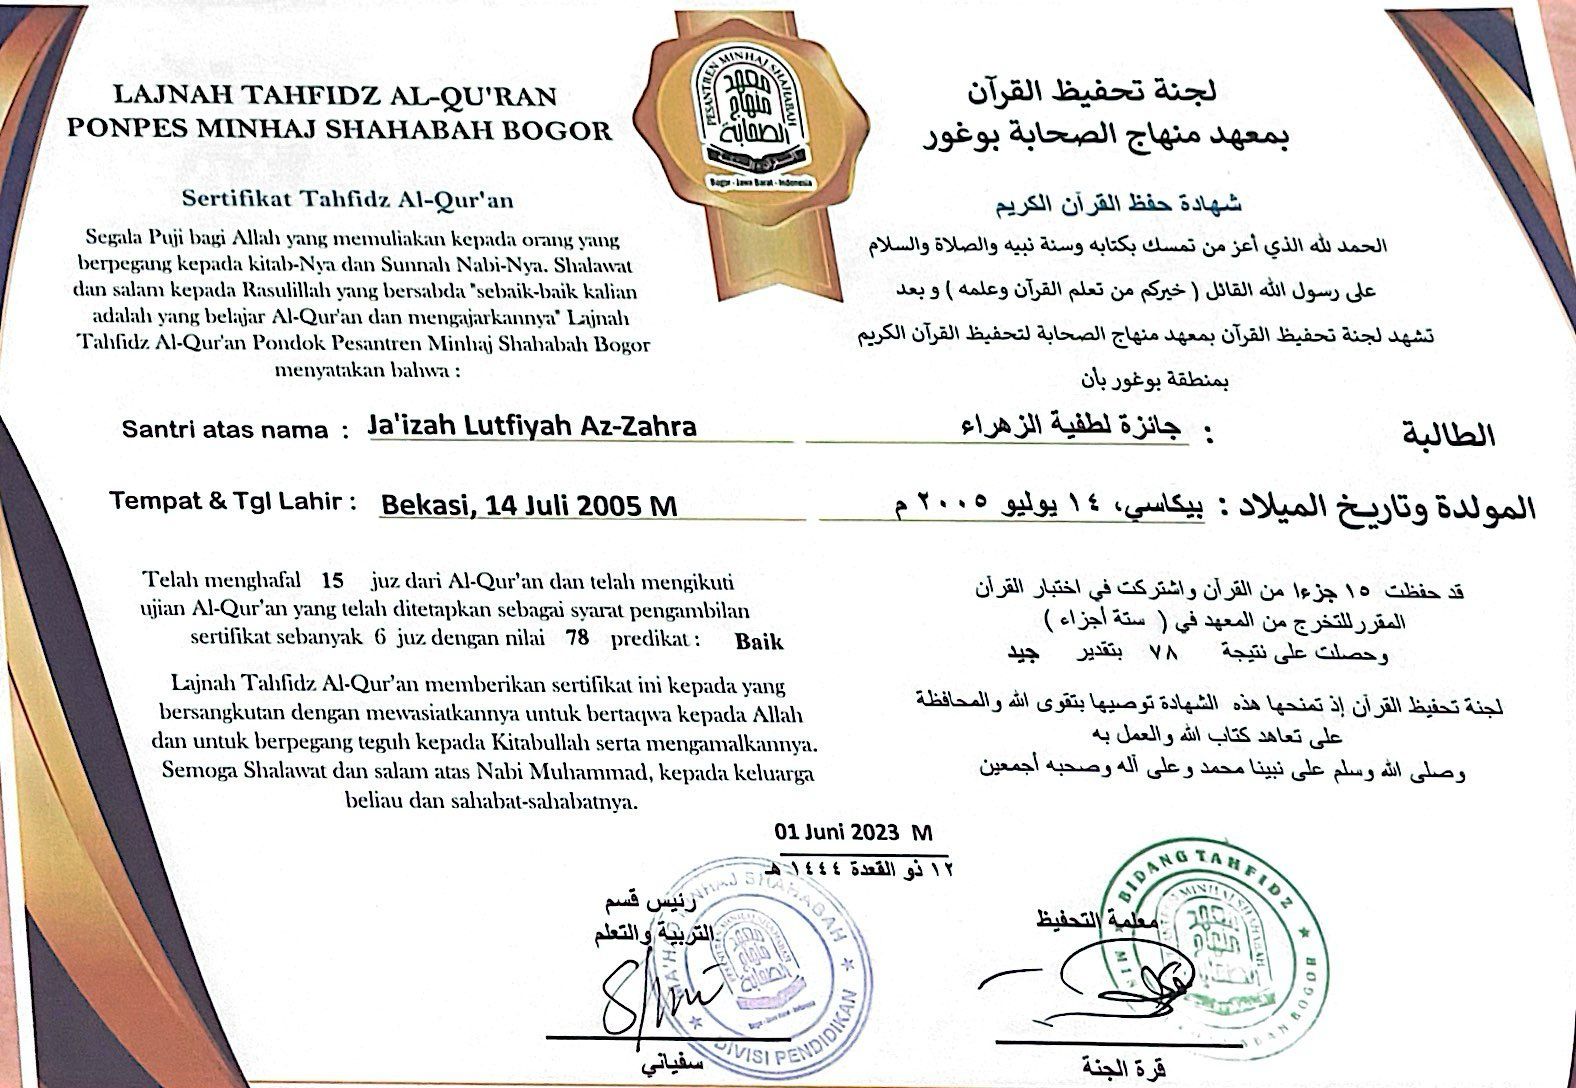 LAJNAH TAHFIDZ AL-QU'RAN
PONPES MINHAJ SHAHABAH BOGOR
Sertifikat Tahfidz Al-Qur'an
Segala Puji bagi Allah yang memuliakan kepada orang yang
berpegang kepada kitab-Nya dan Sunnah Nabi-Nya. Shalawat
dan salam kepada Rasulillah yang bersabda "sebaik-baik kalian
adalah yang belajar Al-Qur'an dan mengajarkannya" Lajnah
Tahfidz Al-Qur'an Pondok Pesantren Minhaj Shahabah Bogor
menyatakan bahwa :
PESANTREN MINHAJ SHAHABAH
معهد
منهاج
الصحابة
Bogor - Jawa Barat - Indonesia
لجنة تحفيظ القرآن
بمعهد منهاج الصحابة بوغور
شهادة حفظ القرآن الكريم
الحمد لله الذي أعز من تمسك بكتابه وسنة نبيه والصلاة والسلام
على رسول الله القائل ( خيركم من تعلم القرآن وعلمه ) و بعد
تشهد لجنة تحفيظ القرآن بمعهد منهاج الصحابة لتحفيظ القرآن الكريم
بمنطقة بوغور بأن
Santri atas nama : Ja'izah Lutfiyah Az-Zahra
الطالبة : جائزة لطفية الزهراء
Tempat & Tgl Lahir : Bekasi, 14 Juli 2005 M
المولدة وتاريخ الميلاد : بيكاسي، ١٤ يوليو ٢٠٠٥ م
Telah menghafal 15 juz dari Al-Qur'an dan telah mengikuti
ujian Al-Qur'an yang telah ditetapkan sebagai syarat pengambilan
sertifikat sebanyak 6 juz dengan nilai 78 predikat : Baik
Lajnah Tahfidz Al-Qur'an memberikan sertifikat ini kepada yang
bersangkutan dengan mewasiatkannya untuk bertaqwa kepada Allah
dan untuk berpegang teguh kepada Kitabullah serta mengamalkannya.
Semoga Shalawat dan salam atas Nabi Muhammad, kepada keluarga
beliau dan sahabat-sahabatnya.
قد حفظت ١٥ جزءا من القرآن واشتركت في اختبار القرآن
المقرر للتخرج من المعهد في ( ستة أجزاء )
وحصلت على نتيجة ٧٨ بتقدير جيد
لجنة تحفيظ القرآن إذ تمنحها هذه الشهادة توصيها بتقوى الله والمحافظة
على تعاهد كتاب الله والعمل به
وصلى الله وسلم على نبينا محمد وعلى آله وصحبه أجمعين
01 Juni 2023 M
١٢ ذو القعدة ١٤٤٤ هـ
رئيس قسم
التربية والتعلم
MA'HAD MINHAJ SHAHABAH
DIVISI PENDIDIKAN
سفياني
معلمة التحفيظ
BIDANG TAHFIDZ
BOGOR
قرة الجنة